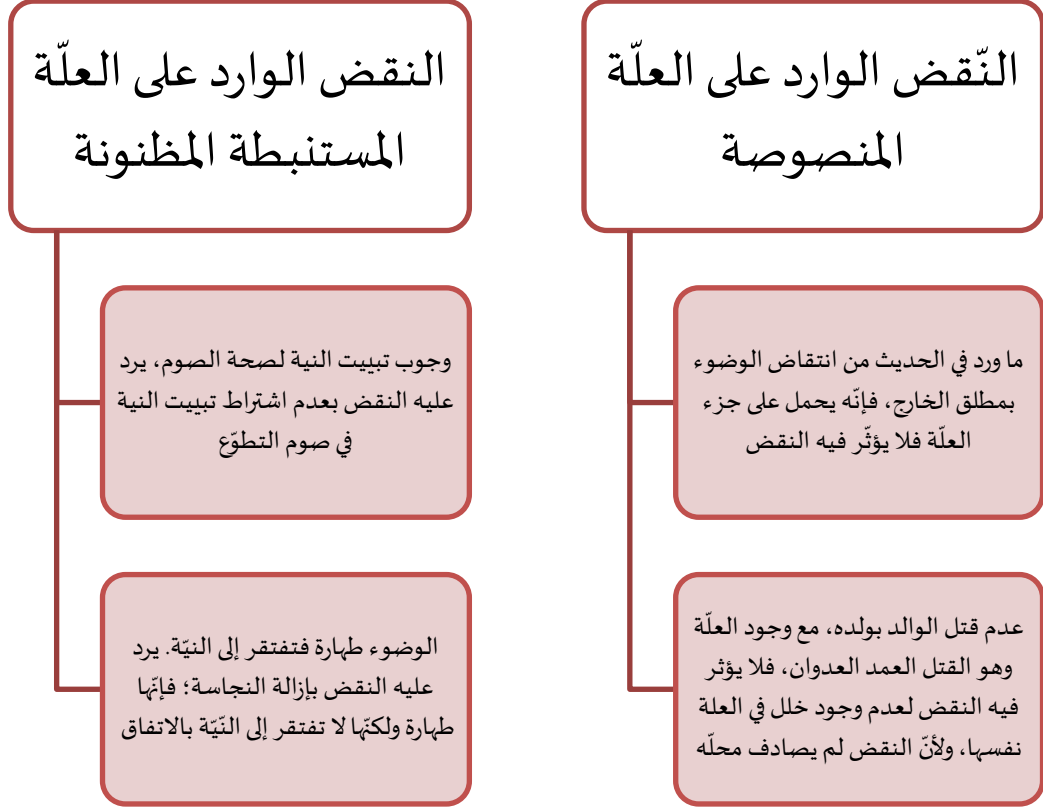 النّقض الوارد على العلّة
المنصوصة
ما ورد في الحديث من انتقاض الوضوء
بمطلق الخارج، فإنّه يحمل على جزء
العلّة فلا يؤثّر فيه النقض
عدم قتل الوالد بولده، مع وجود العلّة
وهو القتل العمد العدوان، فلا يؤثر
فيه النقض لعدم وجود خلل في العلة
نفسها، ولأنّ النقض لم يصادف محلّه
النقض الوارد على العلّة
المستنبطة المظنونة
وجوب تبييت النية لصحة الصوم، يرد
عليه النقض بعدم اشتراط تبييت النية
في صوم التطوّع
الوضوء طهارة فتفتقر إلى النيّة. يرد
عليه النقض بإزالة النجاسة؛ فإنّها
طهارة ولكنّها لا تفتقر إلى النّيّة بالاتفاق